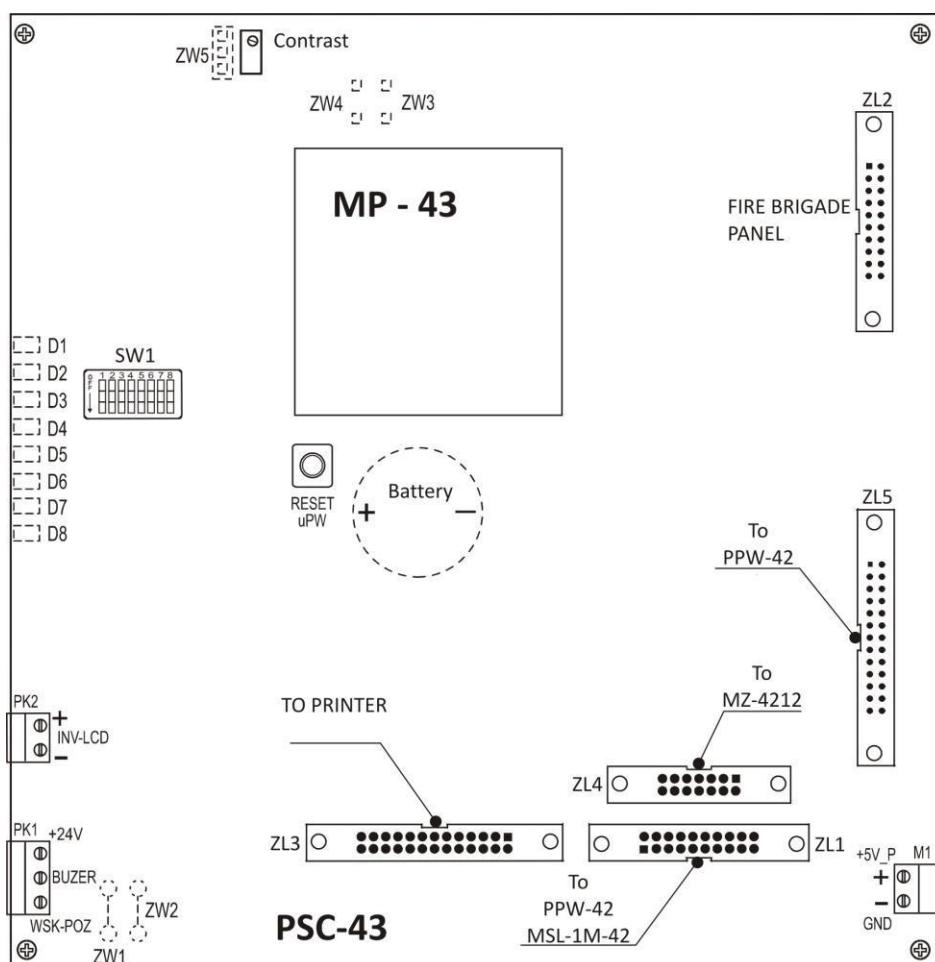 ZW5
Contrast
ZW4
ZW3
ZL2
MP - 43
FIRE BRIGADE
PANEL
D1
D2
D3
D4
D5
D6
D7
D8
SW1
OFF
1 2 3 4 5 6 7 8
RESET
uPW
Battery
+ −
ZL5
To
PPW-42
PK2
+
INV-LCD
−
TO PRINTER
To
MZ-4212
ZL4
PK1
+24V
BUZER
WSK-POZ
ZW2
ZW1
ZL3
ZL1
To
PPW-42
MSL-1M-42
PSC-43
+5V_P
M1
+
−
GND